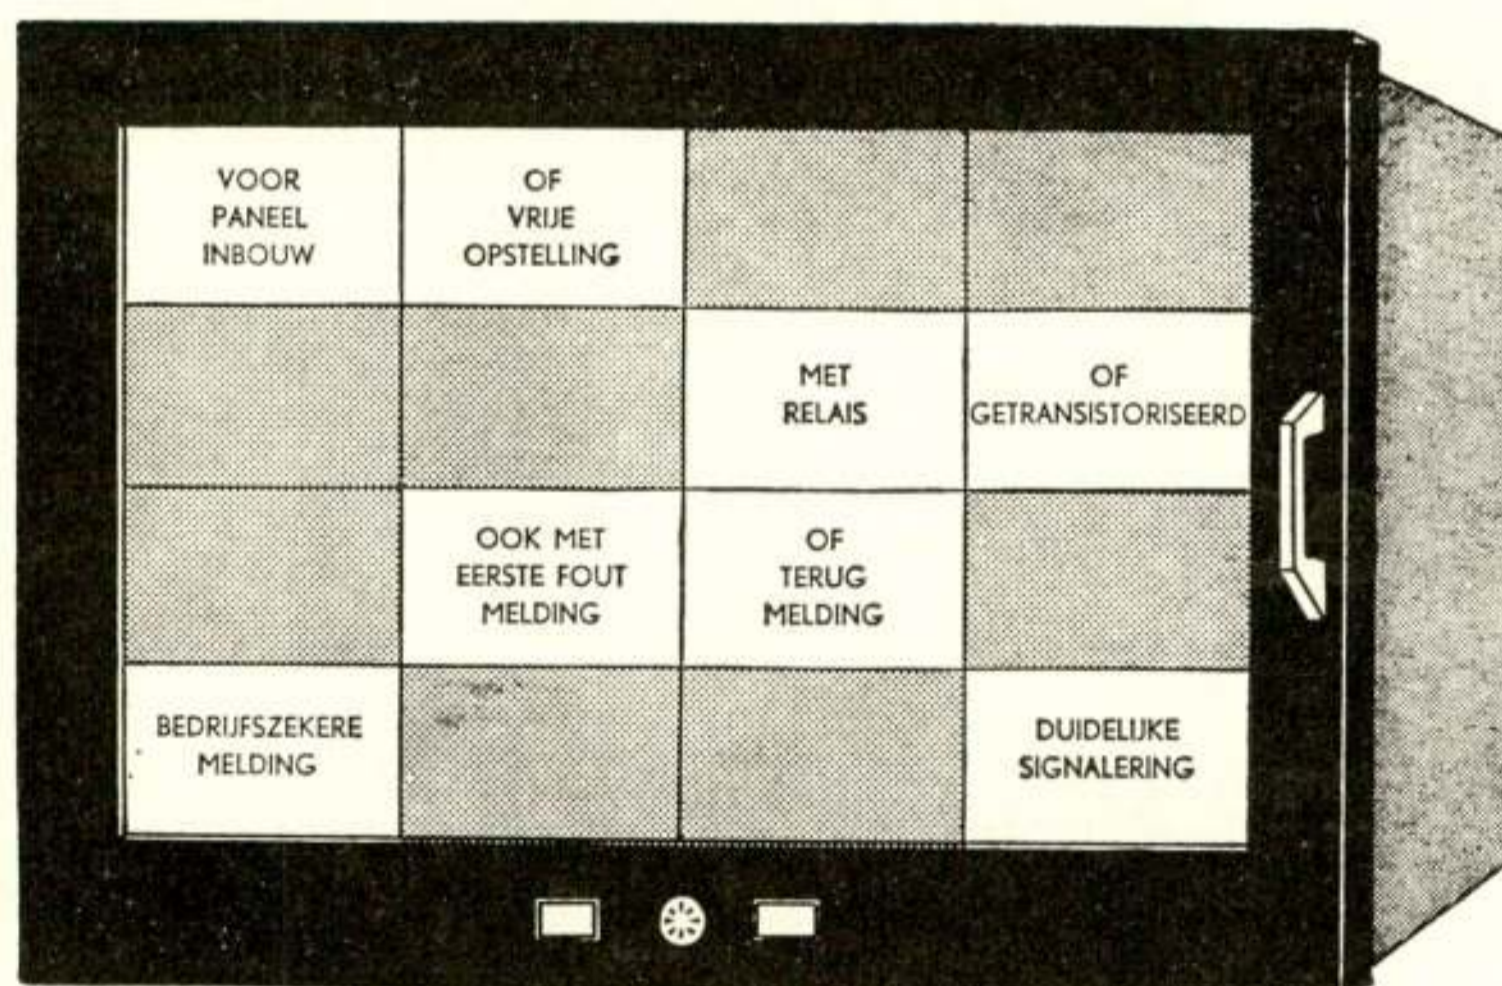 VOOR
PANEEL
INBOUW
OF
VRIJE
OPSTELLING
MET
RELAIS
OF
GETRANSISTORISEERD
OOK MET
EERSTE FOUT
MELDING
OF
TERUG
MELDING
BEDRIJFSZEKERE
MELDING
DUIDELIJKE
SIGNALERING